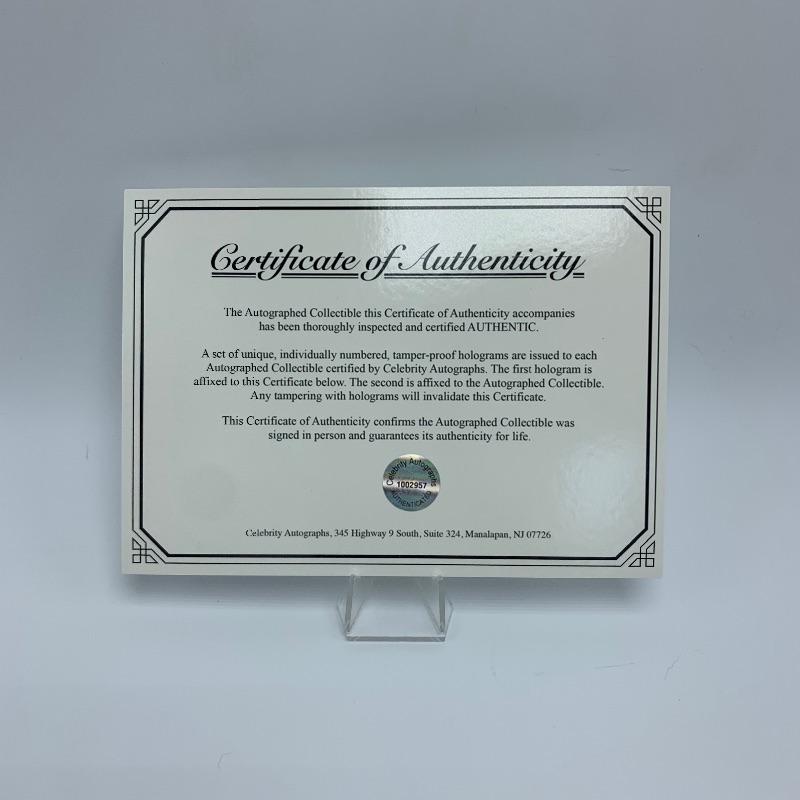 Certificate of Authenticity
The Autographed Collectible this Certificate of Authenticity accompanies
has been thoroughly inspected and certified AUTHENTIC.
A set of unique, individually numbered, tamper-proof holograms are issued to each
Autographed Collectible certified by Celebrity Autographs. The first hologram is
affixed to this Certificate below. The second is affixed to the Autographed Collectible.
Any tampering with holograms will invalidate this Certificate.
This Certificate of Authenticity confirms the Autographed Collectible was
signed in person and guarantees its authenticity for life.
Celebrity Autographs
1002957
AUTHENTICATED
Celebrity Autographs, 345 Highway 9 South, Suite 324, Manalapan, NJ 07726